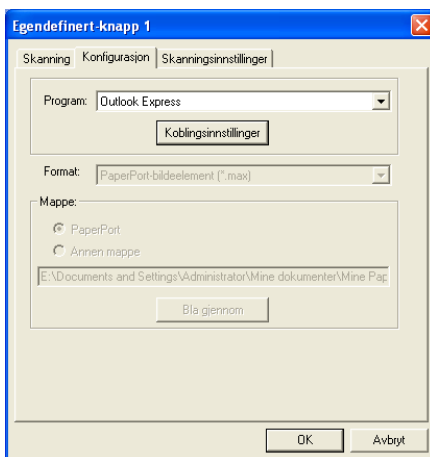 Egendefinert-knapp 1
Skanning Konfigurasjon Skanningsinnstillinger
Program: Outlook Express
Koblingsinnstillinger
Format: PaperPort-bildeelement (*.max)
Mappe:
PaperPort
Annen mappe
E:\Documents and Settings\Administrator\Mine dokumenter\Mine Pap
Bla gjennom
OK Avbryt